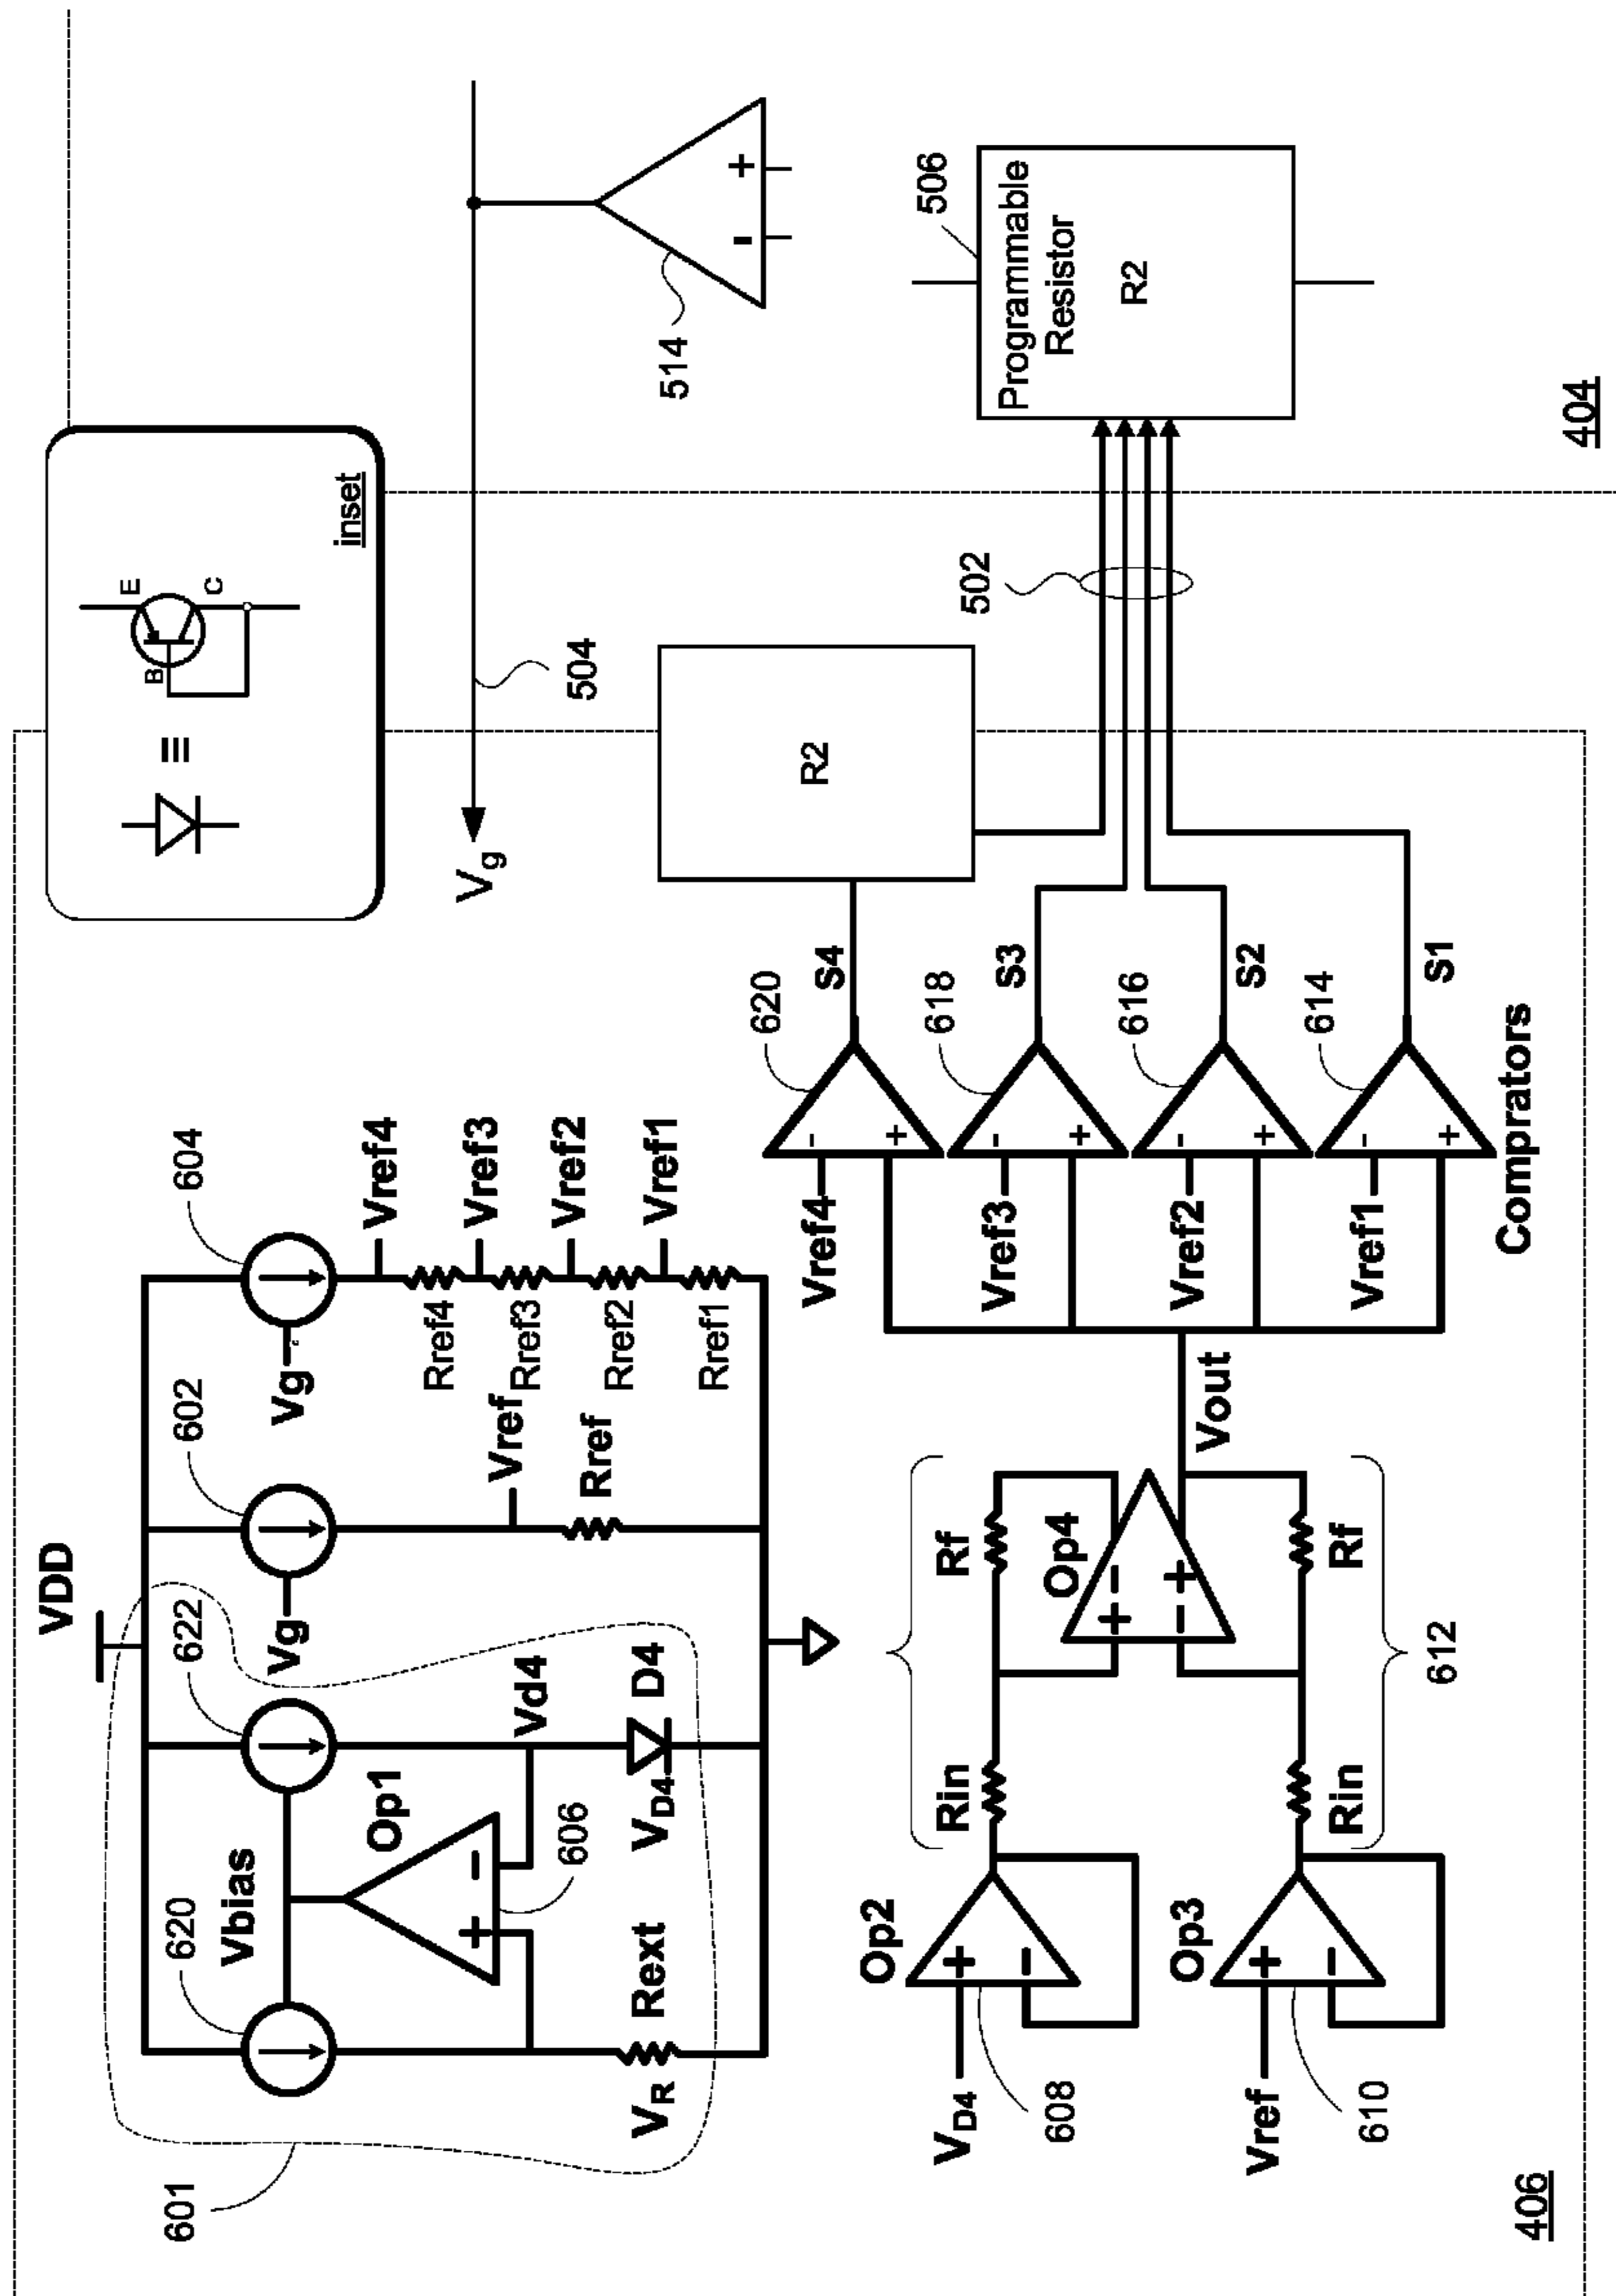 VDD
601
620
Vbias
622
602
604
Vg
Vg
Op1
606
Vd4
D4
VD4
VR
Rext
Vref
Rref
Vref4
Vref3
Vref2
Vref1
Rref4
Rref3
Rref2
Rref1
inset
B
E
C
Vg
504
514
-
+
Op2
VD4
608
+
-
Op3
Vref
610
+
-
Rin
Rf
Rin
Rf
Op4
+ -
- +
612
Vout
Vref4
Vref3
Vref2
Vref1
620
618
616
614
S4
S3
S2
S1
Comprators
R2
502
506
Programmable
Resistor
R2
406
404